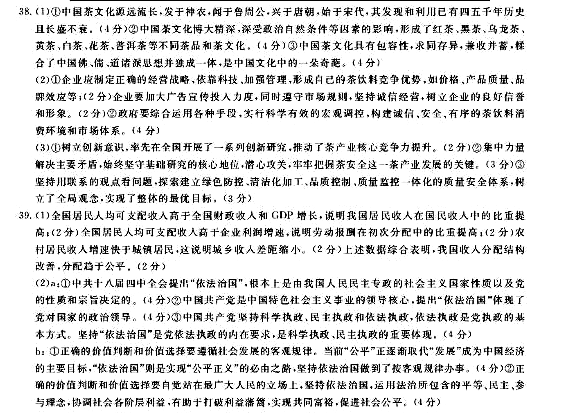 38.(1)①中国茶文化源远流长,发于神农,闻于鲁周公,兴于唐朝,始于宋代,其发现和利用已有四五千年历史
且长盛不衰。(4分)②中国茶文化博大精深,深受政治自然条件等因素的影响,形成了红茶、黑茶、乌龙茶、
黄茶、白茶、花茶、普洱茶等不同茶品和茶文化。(4分)③中国茶文化具有包容性,求同存异,兼收并蓄,糅
合了中国佛、儒、道诸派思想并独成一体,是中国文化中的一朵奇葩。(4分)
(2)①企业应制定正确的经营战略、依靠科技、加强管理,形成自己的茶饮料竞争优势,如价格、产品质量、品
牌效应等;(2分)企业要加大广告宣传投入力度,同时遵守市场规则,坚持诚信经营,树立企业的良好信誉
和形象。(2分)②政府要综合运用各种手段,实行科学有效的宏观调控,构建诚信、安全、有序的茶饮料消
费环境和市场体系。(4分)
(3)①树立创新意识,率先在全国开展了一系列创新研究,推动了茶产业核心竞争力提升。(2分)②集中力量
解决主要矛盾,始终坚守基础研究的核心地位,潜心攻关,牢牢把握茶安全这一茶产业发展的关键。(3分)③
坚持用联系的观点看问题,探索建立绿色防控、清洁化加工、品质控制、质量监控一体化的质量安全体系,树
立了全局观念,实现了整体的最优目标。(3分)
39.(1)全国居民人均可支配收入高于全国财政收入和GDP增长,说明我国居民收入在国民收入中的比重提
高;(2分)全国居民人均可支配收入高于企业利润增速,说明劳动报酬在初次分配中的比重提高;(2分)农
村居民收入增速快于城镇居民,这说明城乡收入差距缩小。(2分)上述数据综合表明,我国收入分配结构
改善,分配趋于公平。(2分)
(2)a:①中共十八届四中全会提出“依法治国”,根本上是由我国人民民主专政的社会主义国家性质以及党
的性质和宗旨决定的。(4分)②中国共产党是中国特色社会主义事业的领导核心,提出“依法治国”体现了
党对国家的政治领导。(4分)③中国共产党坚持科学执政、民主执政和依法执政,依法执政是党执政的基
本方式。坚持“依法治国”是党依法执政的内在要求,是科学执政、民主执政的重要体现。(4分)
b:①正确的价值判断和价值选择要遵循社会发展的客观规律。当前“公平”正逐渐取代“发展”成为中国经济
的主要目标,“依法治国”则是实现“公平正义”的必由之路,坚持依法治国做到了按客观规律办事。(4分)②正
确的价值判断和价值选择要自觉站在最广大人民的立场上,坚持依法治国,运用法治所包含的平等、民主、参
与理念,协调社会各阶层利益,有助于打破利益藩篱,实现共同富裕,促进社会公平。(4分)